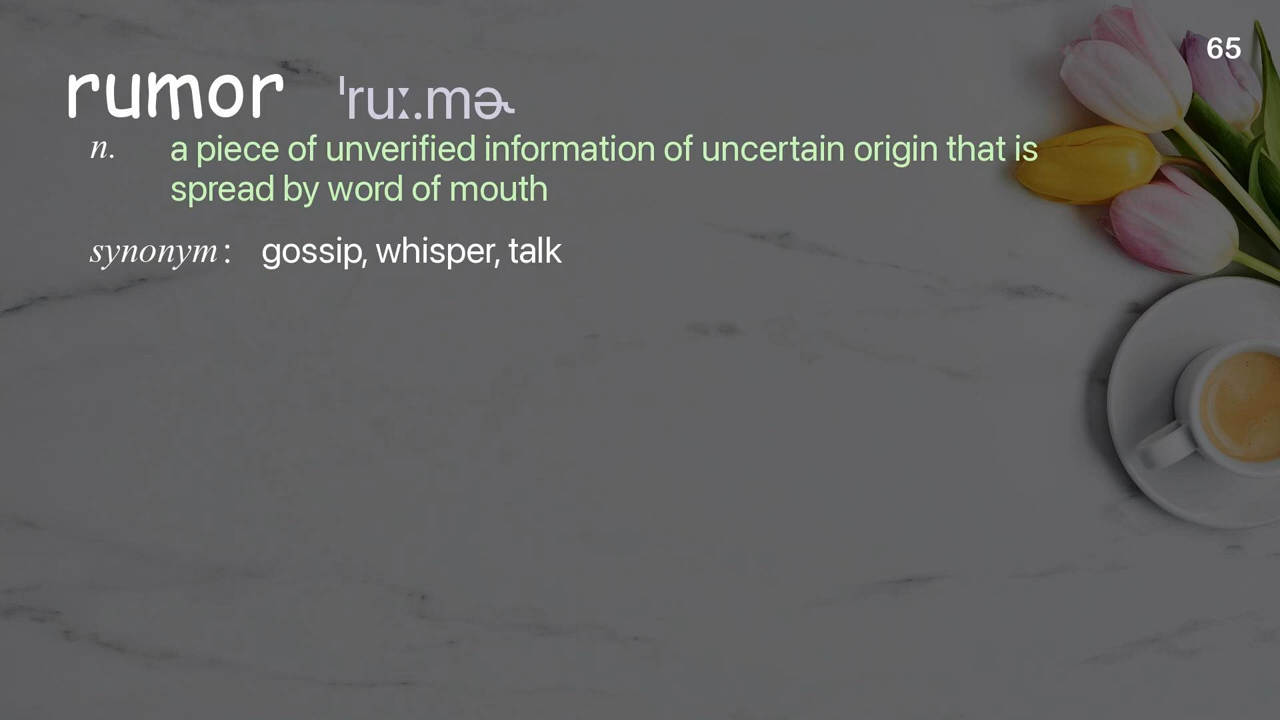 65
rumor ˈruː.mɚ
n. a piece of unverified information of uncertain origin that is
spread by word of mouth
synonym: gossip, whisper, talk